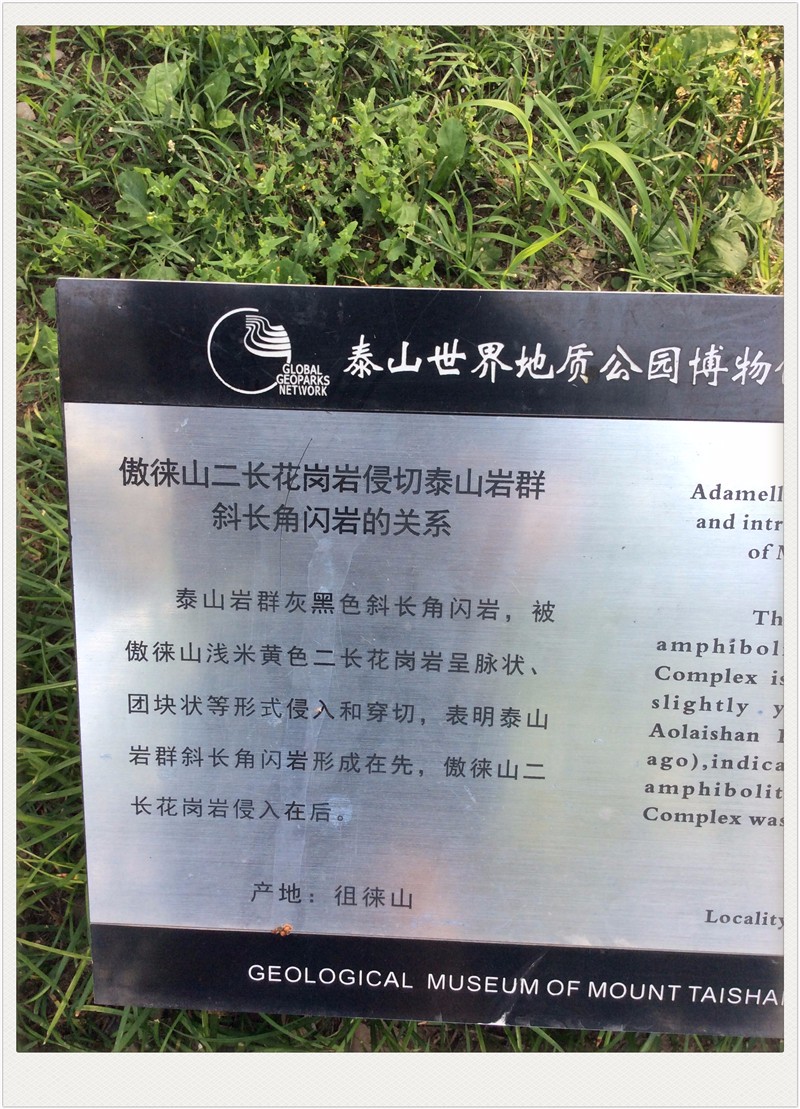 GLOBAL
GEOPARKS
NETWORK
泰山世界地质公园博物
傲徕山二长花岗岩侵切泰山岩群
斜长角闪岩的关系
泰山岩群灰黑色斜长角闪岩，被
傲徕山浅米黄色二长花岗岩呈脉状、
团块状等形式侵入和穿切，表明泰山
岩群斜长角闪岩形成在先，傲徕山二
长花岗岩侵入在后。
产地：徂徕山
Adamell
and intr
of
Th
amphiboli
Complex is
slightly y
Aolaishan
ago),indica
amphibolit
Complex was
Locality
GEOLOGICAL MUSEUM OF MOUNT TAISHA